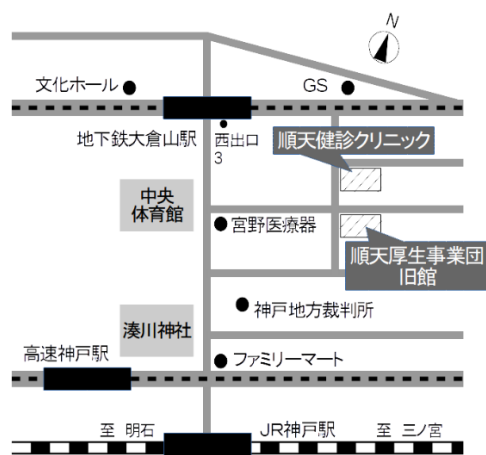 N
文化ホール
GS
地下鉄大倉山駅
西出口
3
順天健診クリニック
中央
体育館
宮野医療器
順天厚生事業団
旧館
神戸地方裁判所
湊川神社
高速神戸駅
ファミリーマート
至 明石
JR神戸駅
至 三ノ宮